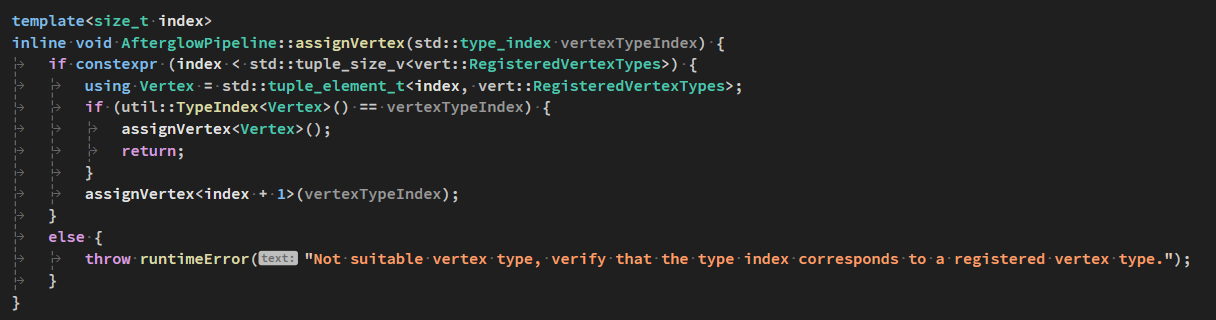 template<size_t index>
inline void AfterglowPipeline::assignVertex(std::type_index vertexTypeIndex) {
    if constexpr (index < std::tuple_size_v<vert::RegisteredVertexTypes>) {
        using Vertex = std::tuple_element_t<index, vert::RegisteredVertexTypes>;
        if (util::TypeIndex<Vertex>() == vertexTypeIndex) {
            assignVertex<Vertex>();
            return;
        }
        assignVertex<index + 1>(vertexTypeIndex);
    }
    else {
        throw runtimeError(text: "Not suitable vertex type, verify that the type index corresponds to a registered vertex type.");
    }
}